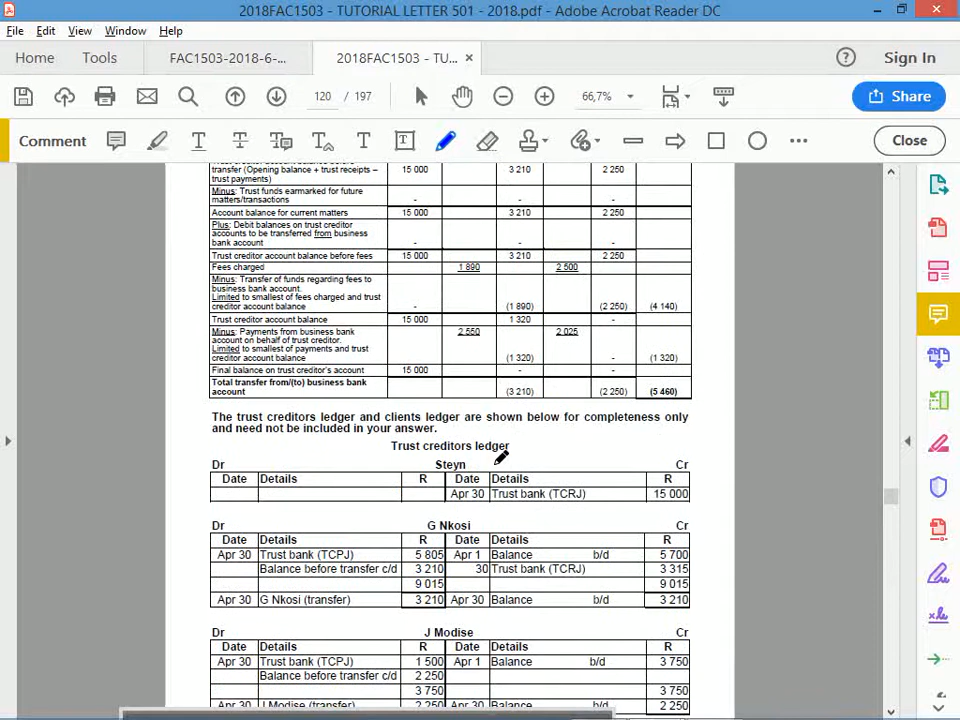 2018FAC1503 - TUTORIAL LETTER 501 - 2018.pdf - Adobe Acrobat Reader DC
File Edit View Window Help
Home Tools FAC1503-2018-6-... 2018FAC1503 - TU... × Sign In
120 / 197 66,7% Share
Comment Close
transfer (Opening balance + trust receipts – 15 000 3 210 2 250
trust payments)
Minus: Trust funds earmarked for future
matters/transactions - - -
Account balance for current matters 15 000 3 210 2 250
Plus: Debit balances on trust creditor
accounts to be transferred from business
bank account - - -
Trust creditor account balance before fees 15 000 3 210 2 250
Fees charged 1 890 2 500
Minus: Transfer of funds regarding fees to
business bank account.
Limited to smallest of fees charged and trust
creditor account balance - (1 890) (2 250) (4 140)
Trust creditor account balance 15 000 1 320 -
Minus: Payments from business bank 2 550 2 025
account on behalf of trust creditor.
Limited to smallest of payments and trust
creditor account balance (1 320) - (1 320)
Final balance on trust creditor's account 15 000 - -
Total transfer from/(to) business bank
account (3 210) (2 250) (5 460)
The trust creditors ledger and clients ledger are shown below for completeness only
and need not be included in your answer.
Trust creditors ledger
Dr Steyn Cr
Date Details R Date Details R
Apr 30 Trust bank (TCRJ) 15 000
Dr G Nkosi Cr
Date Details R Date Details R
Apr 30 Trust bank (TCPJ) 5 805 Apr 1 Balance b/d 5 700
Balance before transfer c/d 3 210 30 Trust bank (TCRJ) 3 315
9 015 9 015
Apr 30 G Nkosi (transfer) 3 210 Apr 30 Balance b/d 3 210
Dr J Modise Cr
Date Details R Date Details R
Apr 30 Trust bank (TCPJ) 1 500 Apr 1 Balance b/d 3 750
Balance before transfer c/d 2 250
3 750 3 750
Apr 30 J Modise (transfer) 2 250 Apr 30 Balance b/d 2 250